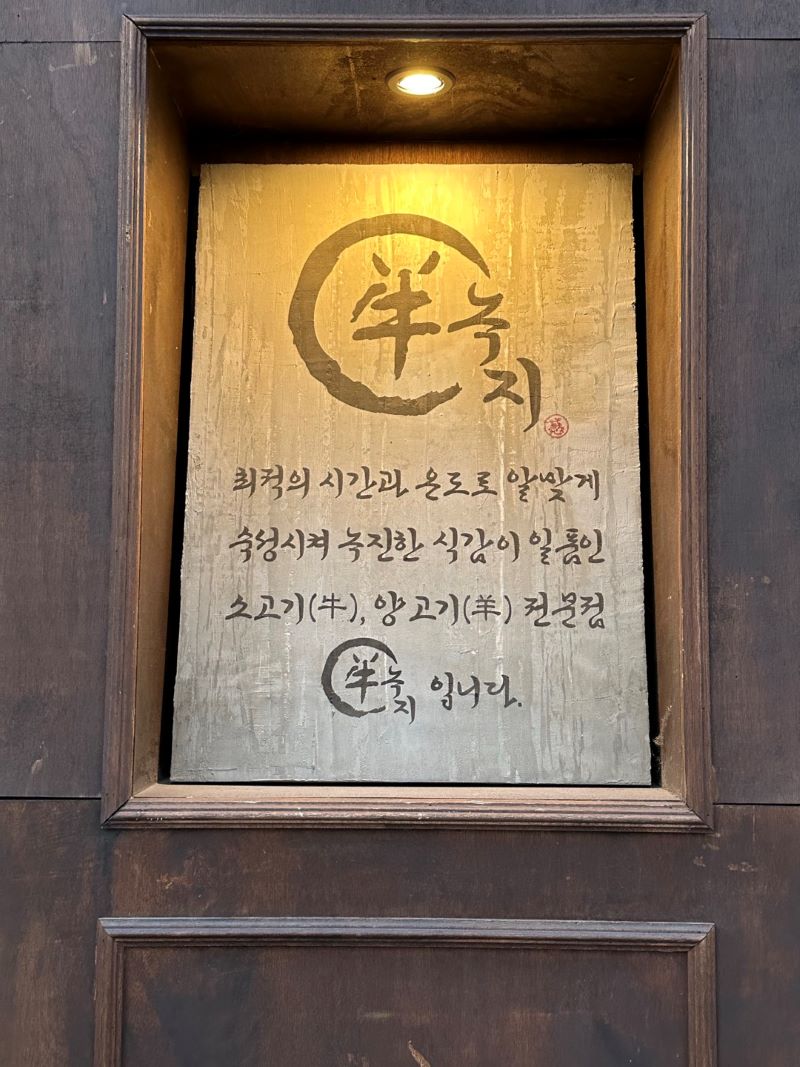 녹
지
최적의 시간과 온도로 알맞게
숙성시켜 녹진한 식감이 일품인
소고기(牛), 양고기(羊) 전문점
녹지 입니다.